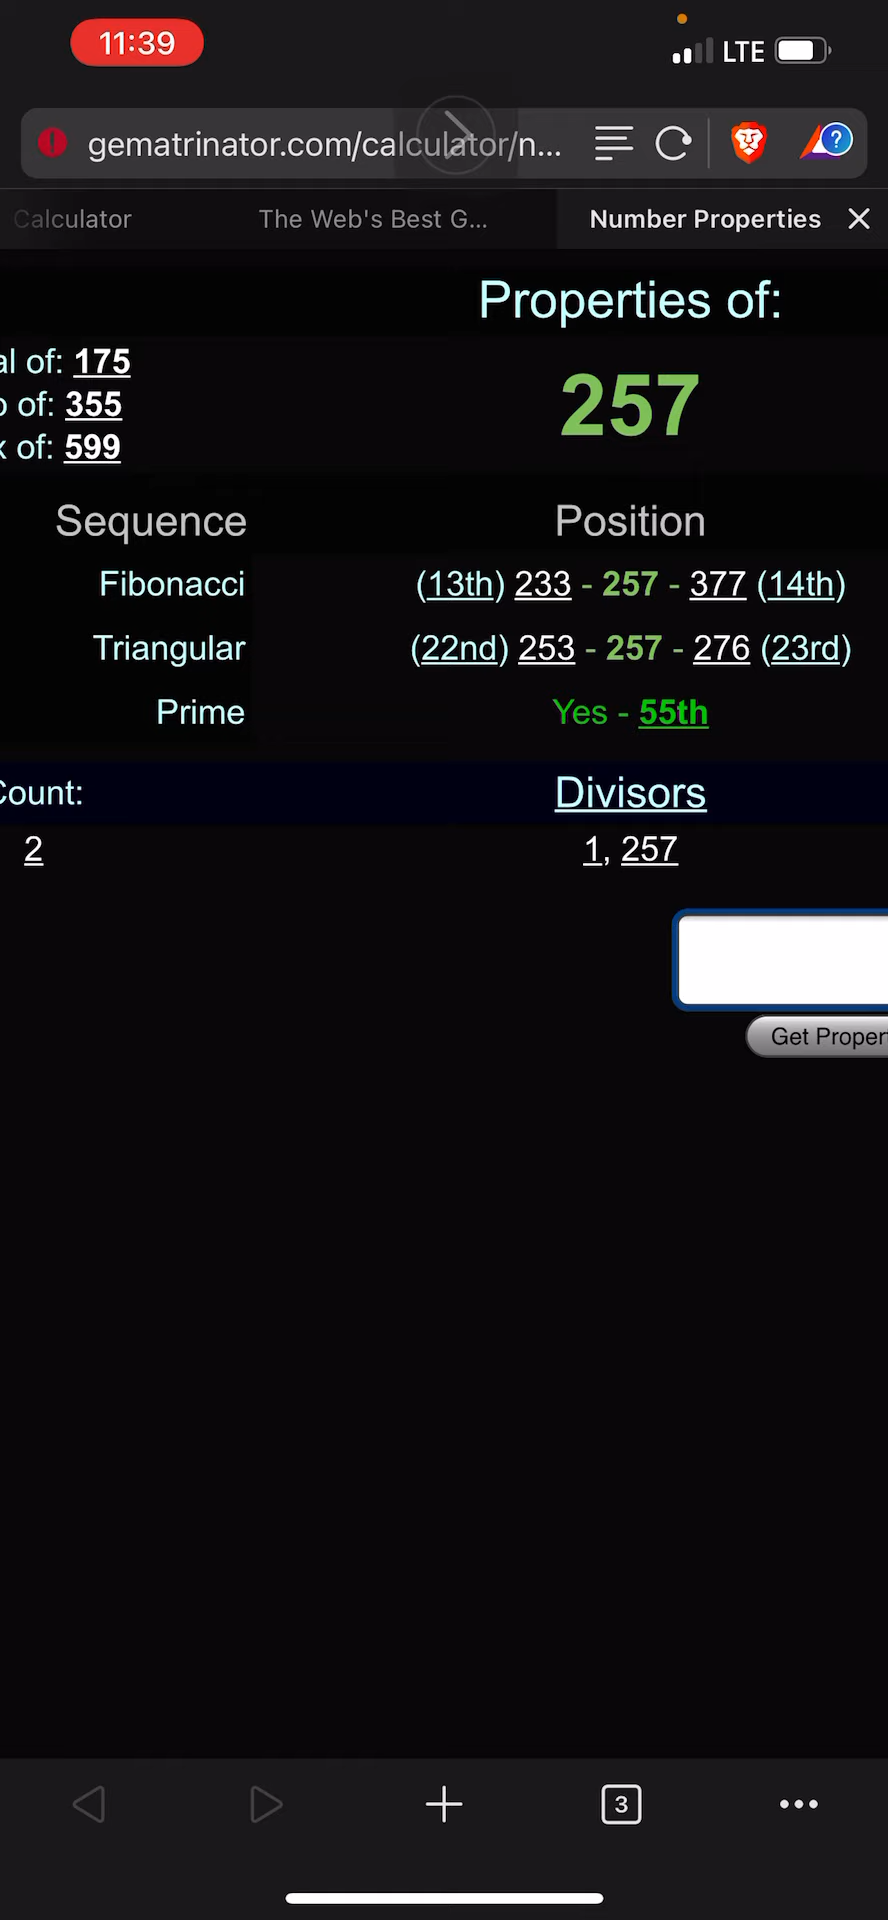 11:39
LTE
gematrinator.com/calculator/n...
Calculator
The Web's Best G...
Number Properties
Properties of:
al of: 175
257
of: 355
of: 599
Sequence
Position
Fibonacci
(13th) 233 - 257 - 377 (14th)
Triangular
(22nd) 253 - 257 - 276 (23rd)
Prime
Yes - 55th
Count:
Divisors
2
1, 257
Get Proper
3